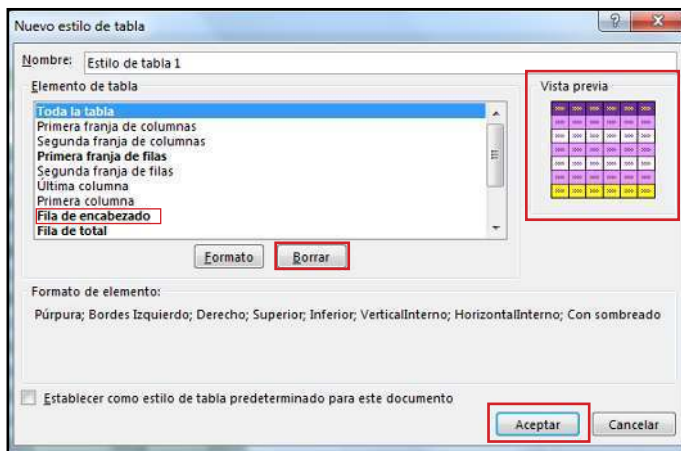 Nuevo estilo de tabla
Nombre: Estilo de tabla 1
Elemento de tabla
Toda la tabla
Primera franja de columnas
Segunda franja de columnas
Primera franja de filas
Segunda franja de filas
Última columna
Primera columna
Fila de encabezado
Fila de total
Formato Borrar
Vista previa
Formato de elemento:
Púrpura; Bordes Izquierdo; Derecho; Superior; Inferior; VerticalInterno; HorizontalInterno; Con sombreado
Establecer como estilo de tabla predeterminado para este documento
Aceptar Cancelar